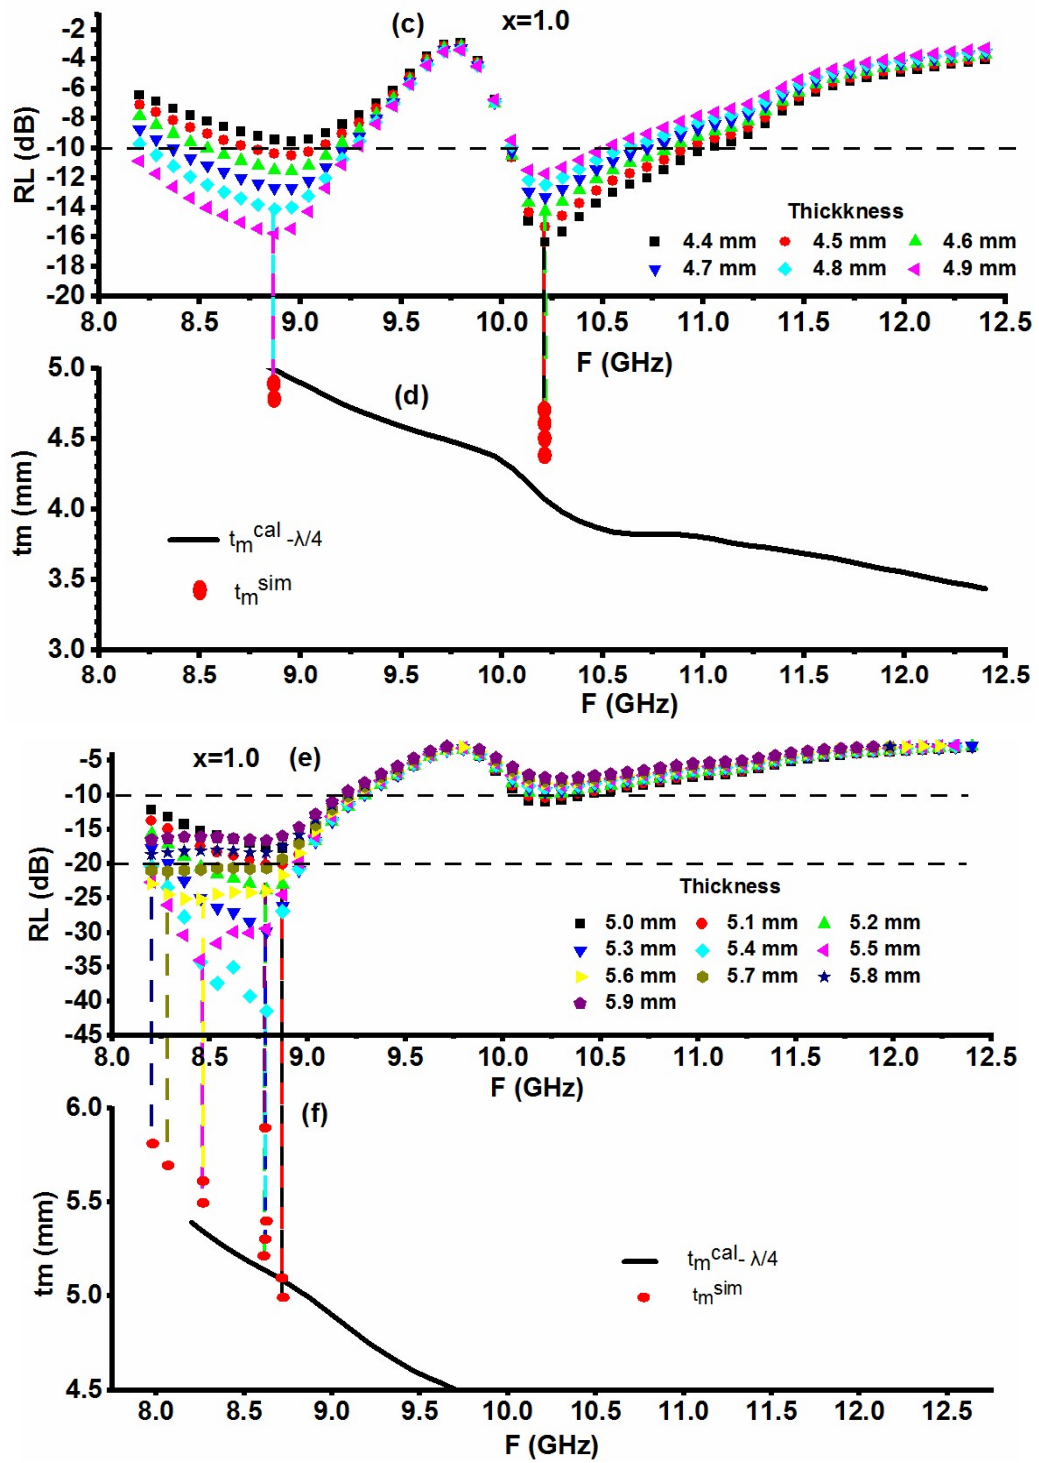 (c) x=1.0
-2
-4
-6
-8
-10
-12
-14
-16
-18
-20
RL (dB)
Thickkness
4.4 mm 4.5 mm 4.6 mm
4.7 mm 4.8 mm 4.9 mm
8.0 8.5 9.0 9.5 10.0 10.5 11.0 11.5 12.0 12.5
F (GHz)
(d)
5.0
4.5
4.0
3.5
3.0
tm (mm)
tm^cal -λ/4
tm^sim
8.0 8.5 9.0 9.5 10.0 10.5 11.0 11.5 12.0 12.5
F (GHz)
x=1.0 (e)
-5
-10
-15
-20
-25
-30
-35
-40
-45
RL (dB)
Thickness
5.0 mm 5.1 mm 5.2 mm
5.3 mm 5.4 mm 5.5 mm
5.6 mm 5.7 mm 5.8 mm
5.9 mm
8.0 8.5 9.0 9.5 10.0 10.5 11.0 11.5 12.0 12.5
F (GHz)
(f)
6.0
5.5
5.0
4.5
tm (mm)
tm^cal- λ/4
tm^sim
8.0 8.5 9.0 9.5 10.0 10.5 11.0 11.5 12.0 12.5
F (GHz)